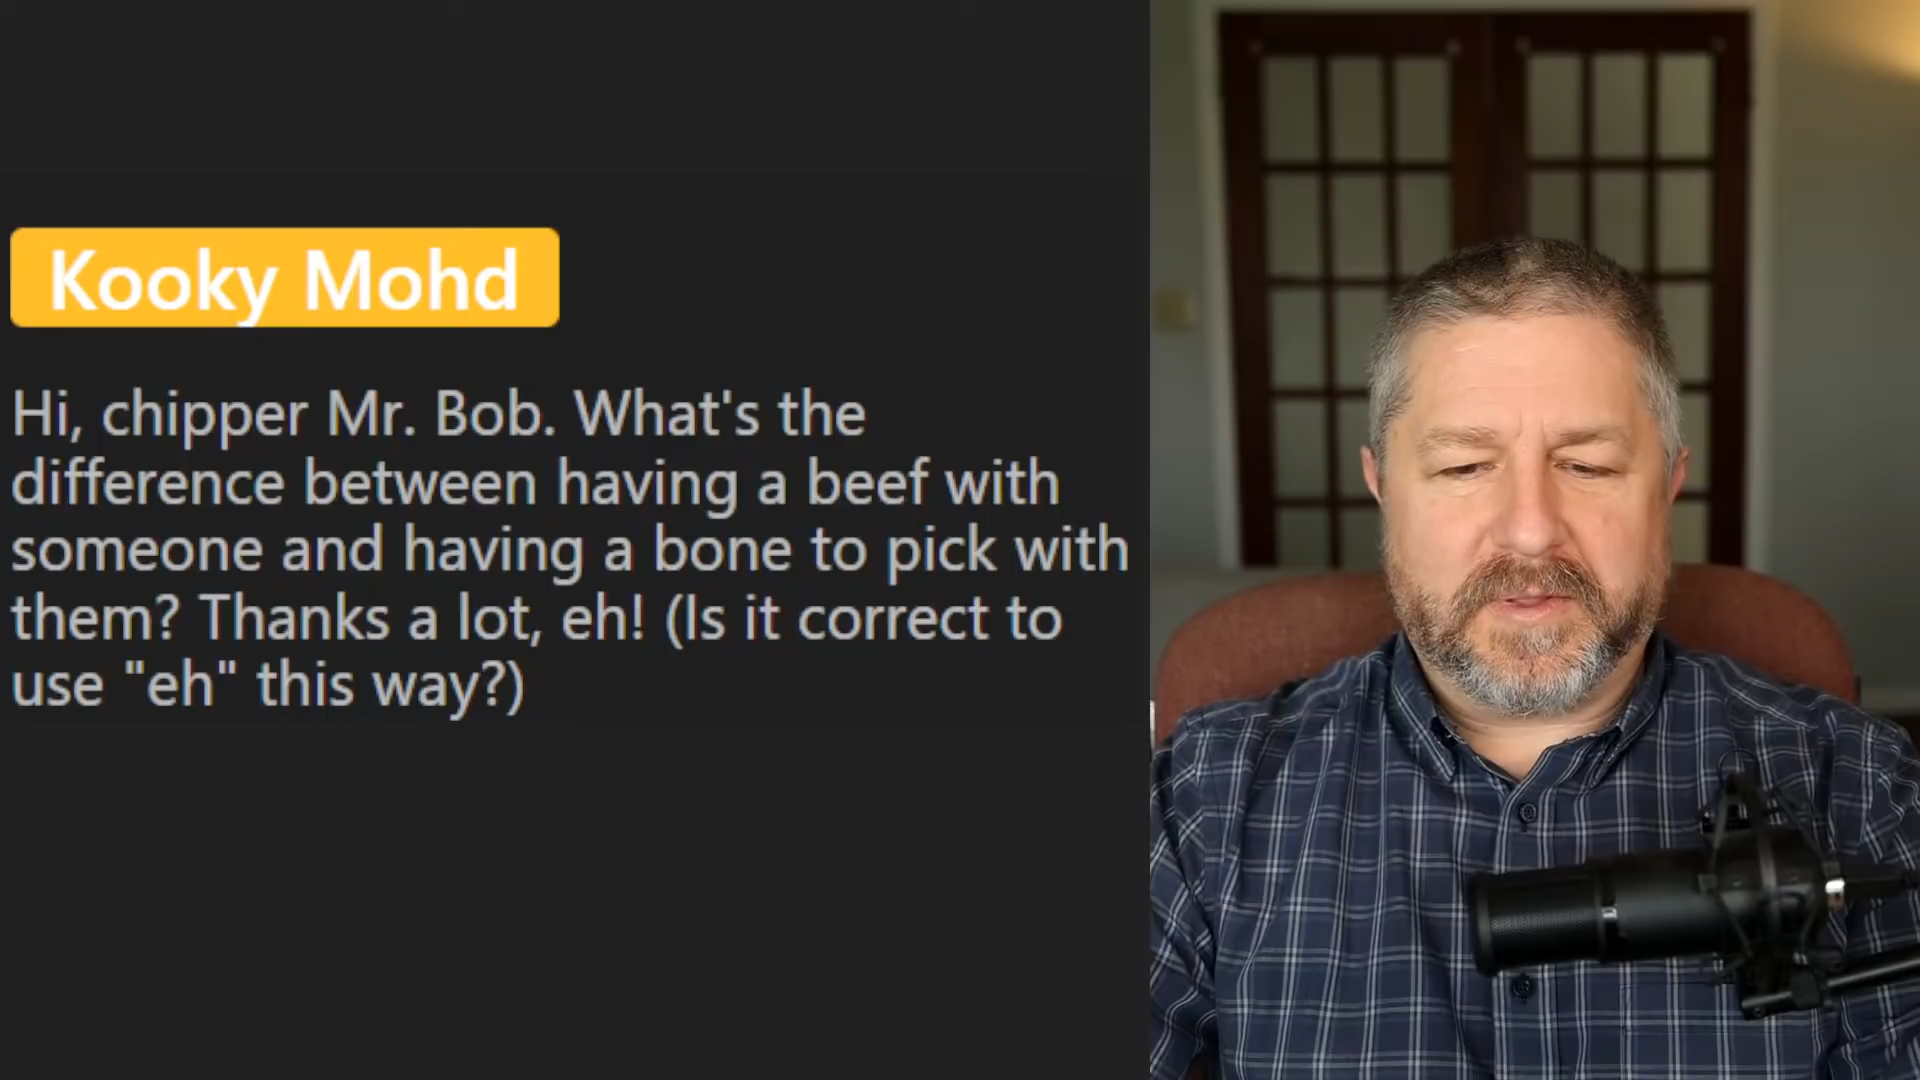 Kooky Mohd
Hi, chipper Mr. Bob. What's the
difference between having a beef with
someone and having a bone to pick with
them? Thanks a lot, eh! (Is it correct to
use "eh" this way?)